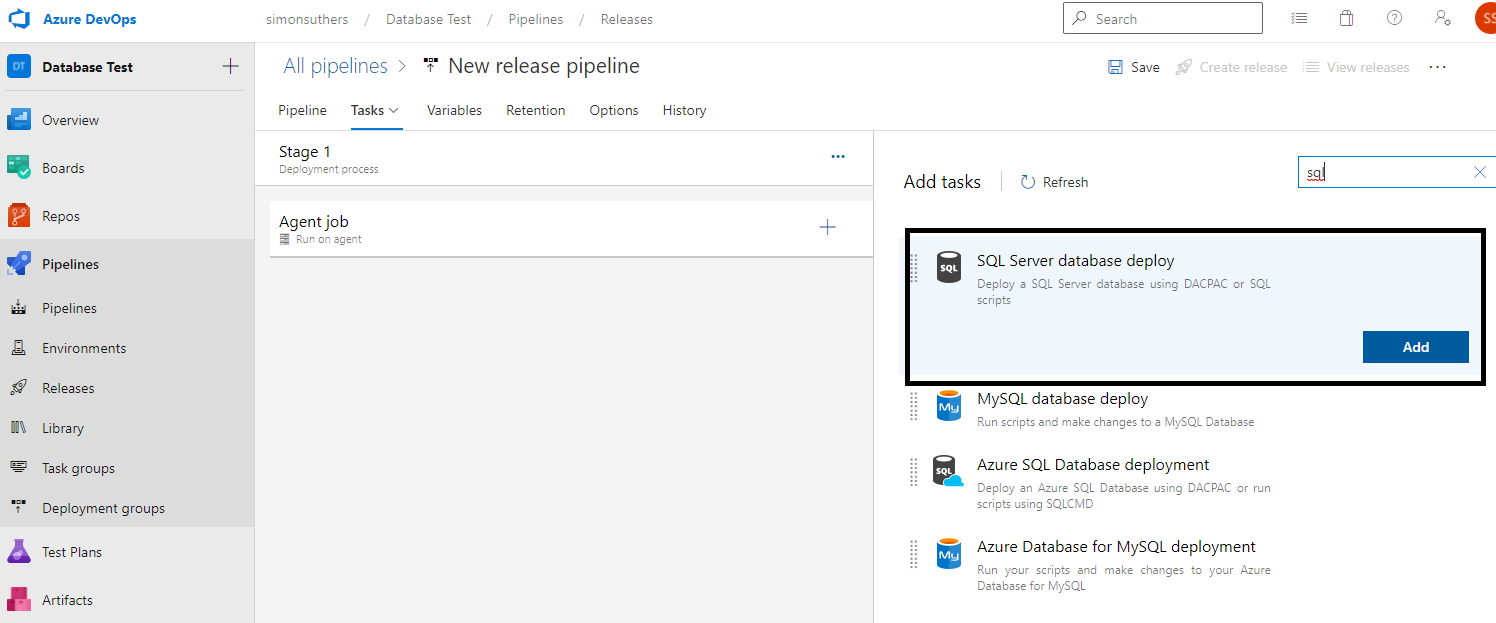 Azure DevOps
simonsuthers / Database Test / Pipelines / Releases
Search
SS
DT Database Test
All pipelines > New release pipeline
Save Create release View releases ...
Overview
Boards
Repos
Pipelines
Pipelines
Environments
Releases
Library
Task groups
Deployment groups
Test Plans
Artifacts
Pipeline Tasks Variables Retention Options History
Stage 1
Deployment process
Agent job
Run on agent
Add tasks Refresh
sql
SQL SQL Server database deploy
Deploy a SQL Server database using DACPAC or SQL
scripts
Add
My MySQL database deploy
Run scripts and make changes to a MySQL Database
SQL Azure SQL Database deployment
Deploy an Azure SQL Database using DACPAC or run
scripts using SQLCMD
My Azure Database for MySQL deployment
Run your scripts and make changes to your Azure
Database for MySQL